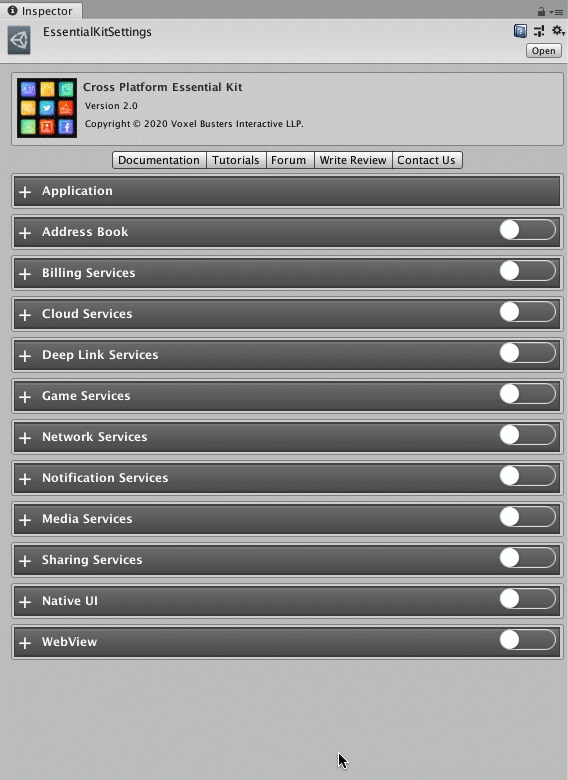 Inspector
EssentialKitSettings
Open
Cross Platform Essential Kit
Version 2.0
Copyright © 2020 Voxel Busters Interactive LLP.
Documentation Tutorials Forum Write Review Contact Us
Application
Address Book
Billing Services
Cloud Services
Deep Link Services
Game Services
Network Services
Notification Services
Media Services
Sharing Services
Native UI
WebView